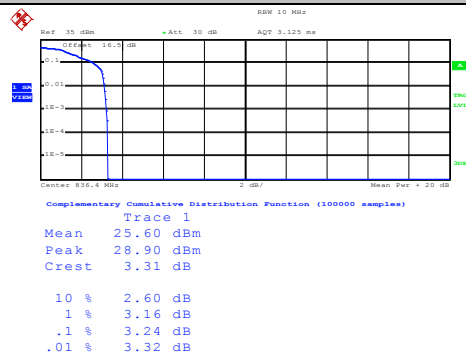 RBW 10 MHz
Ref 35 dBm * Att 30 dB AQT 3.125 ms
Offset 16.5 dB
A
0.1
1 SA
VIEW
0.01
TRG
LVL
1E-3
1E-4
1E-5
3DB
Center 836.4 MHz 2 dB/ Mean Pwr + 20 dB
Complementary Cumulative Distribution Function (100000 samples)
Trace 1
Mean 25.60 dBm
Peak 28.90 dBm
Crest 3.31 dB
10 % 2.60 dB
1 % 3.16 dB
.1 % 3.24 dB
.01 % 3.32 dB